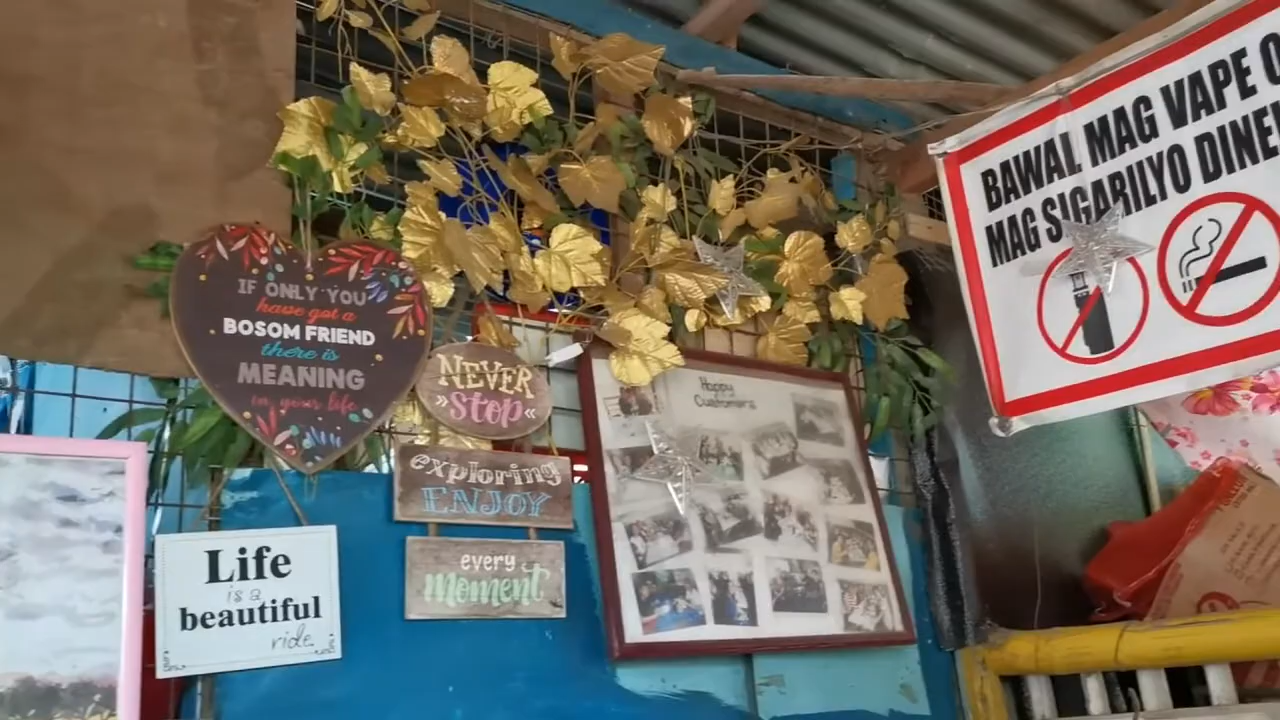 IF ONLY YOU
have got a
BOSOM FRIEND
there is
MEANING
in your life
NEVER
»STOP«
exploring
ENJOY
every
Moment
Life
is a
beautiful
ride.
Happy
Customers
BAWAL MAG VAPE O
MAG SIGARILYO DINE